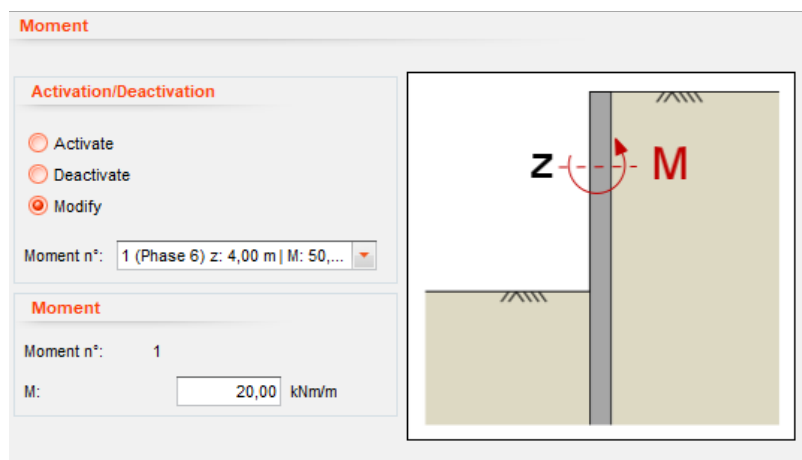 Moment
Activation/Deactivation
Activate
Deactivate
Modify
Moment n°: 1 (Phase 6) z: 4,00 m | M: 50,...
Moment
Moment n°: 1
M: 20,00 kNm/m
z M